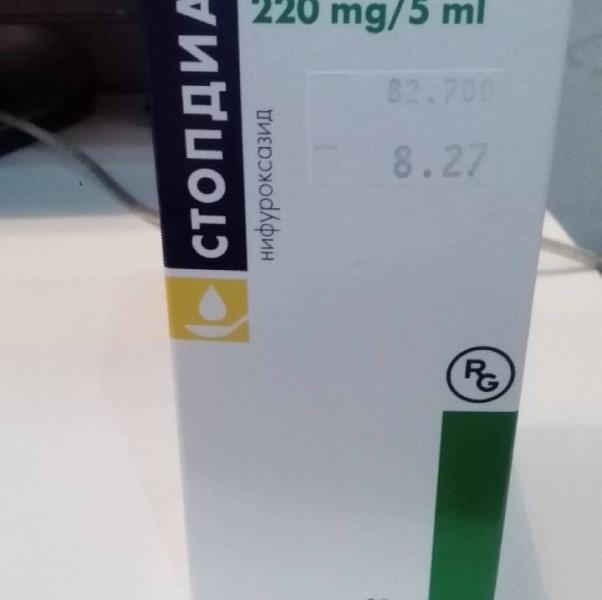 220 mg/5 ml
СТОПДИА
нифуроксазид
82.700
8.27
RG